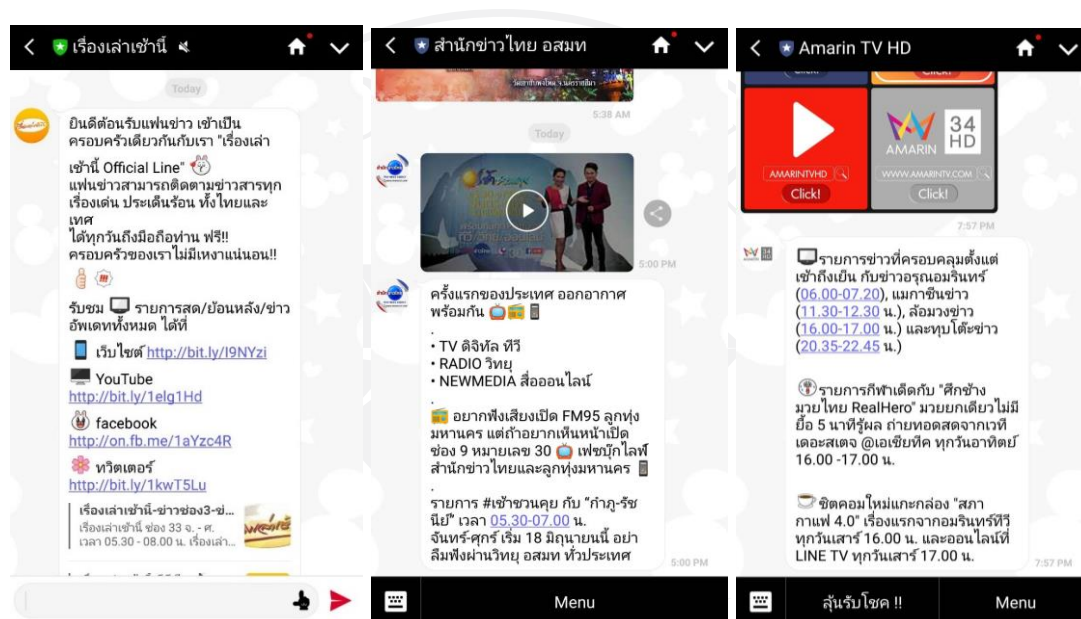 เรื่องเล่าเช้านี้
Today
ยินดีต้อนรับแฟนข่าว เข้าเป็น
ครอบครัวเดียวกันกับเรา "เรื่องเล่า
เช้านี้ Official Line"
แฟนข่าวสามารถติดตามข่าวสารทุก
เรื่องเด่น ประเด็นร้อน ทั้งไทยและ
เทศ
ได้ทุกวันถึงมือถือท่าน ฟรี!!
ครอบครัวของเราไม่มีเหงาแน่นอน!!
รับชม รายการสด/ย้อนหลัง/ข่าว
อัพเดททั้งหมด ได้ที่
เว็บไซต์ http://bit.ly/I9NYzi
YouTube
http://bit.ly/1elg1Hd
facebook
http://on.fb.me/1aYzc4R
ทวิตเตอร์
http://bit.ly/1kwT5Lu
เรื่องเล่าเช้านี้-ข่าวช่อง3-ข่...
เรื่องเล่าเช้านี้ ช่อง 33 จ. - ศ.
เวลา 05.30 - 08.00 น. เรื่องเล่า...
สำนักข่าวไทย อสมท
5:38 AM
Today
5:00 PM
ครั้งแรกของประเทศ ออกอากาศ
พร้อมกัน
.
• TV ดิจิทัล ทีวี
• RADIO วิทยุ
• NEWMEDIA สื่อออนไลน์
.
อยากฟังเสียงเปิด FM95 ลูกทุ่ง
มหานคร แต่ถ้าอยากเห็นหน้าเปิด
ช่อง 9 หมายเลข 30 เฟซบุ๊กไลฟ์
สำนักข่าวไทยและลูกทุ่งมหานคร
.
รายการ #เช้าชวนคุย กับ "กำภู-รัช
นีย์" เวลา 05.30-07.00 น.
จันทร์-ศุกร์ เริ่ม 18 มิถุนายนนี้ อย่า
ลืมฟังผ่านวิทยุ อสมท ทั่วประเทศ
5:00 PM
Menu
Amarin TV HD
Click!
AMARINTVHD
Click!
AMARIN
34
HD
WWW.AMARINTV.COM
Click!
7:57 PM
รายการข่าวที่ครอบคลุมตั้งแต่
เช้าถึงเย็น กับข่าวอรุณอมรินทร์
(06.00-07.20), แมกาซีนข่าว
(11.30-12.30 น.), ล้อมวงข่าว
(16.00-17.00 น.) และทุบโต๊ะข่าว
(20.35-22.45 น.)
รายการกีฬาเด็ดกับ "ศึกช้าง
มวยไทย RealHero" มวยยกเดียวไม่มี
ยื้อ 5 นาทีรู้ผล ถ่ายทอดสดจากเวที
เดอะสเตจ @เอเชียทีค ทุกวันอาทิตย์
16.00 -17.00 น.
ซิตคอมใหม่แกะกล่อง "สภา
กาแฟ 4.0" เรื่องแรกจากอมรินทร์ทีวี
ทุกวันเสาร์ 16.00 น. และออนไลน์ที่
LINE TV ทุกวันเสาร์ 17.00 น.
7:57 PM
ลุ้นรับโชค !!
Menu